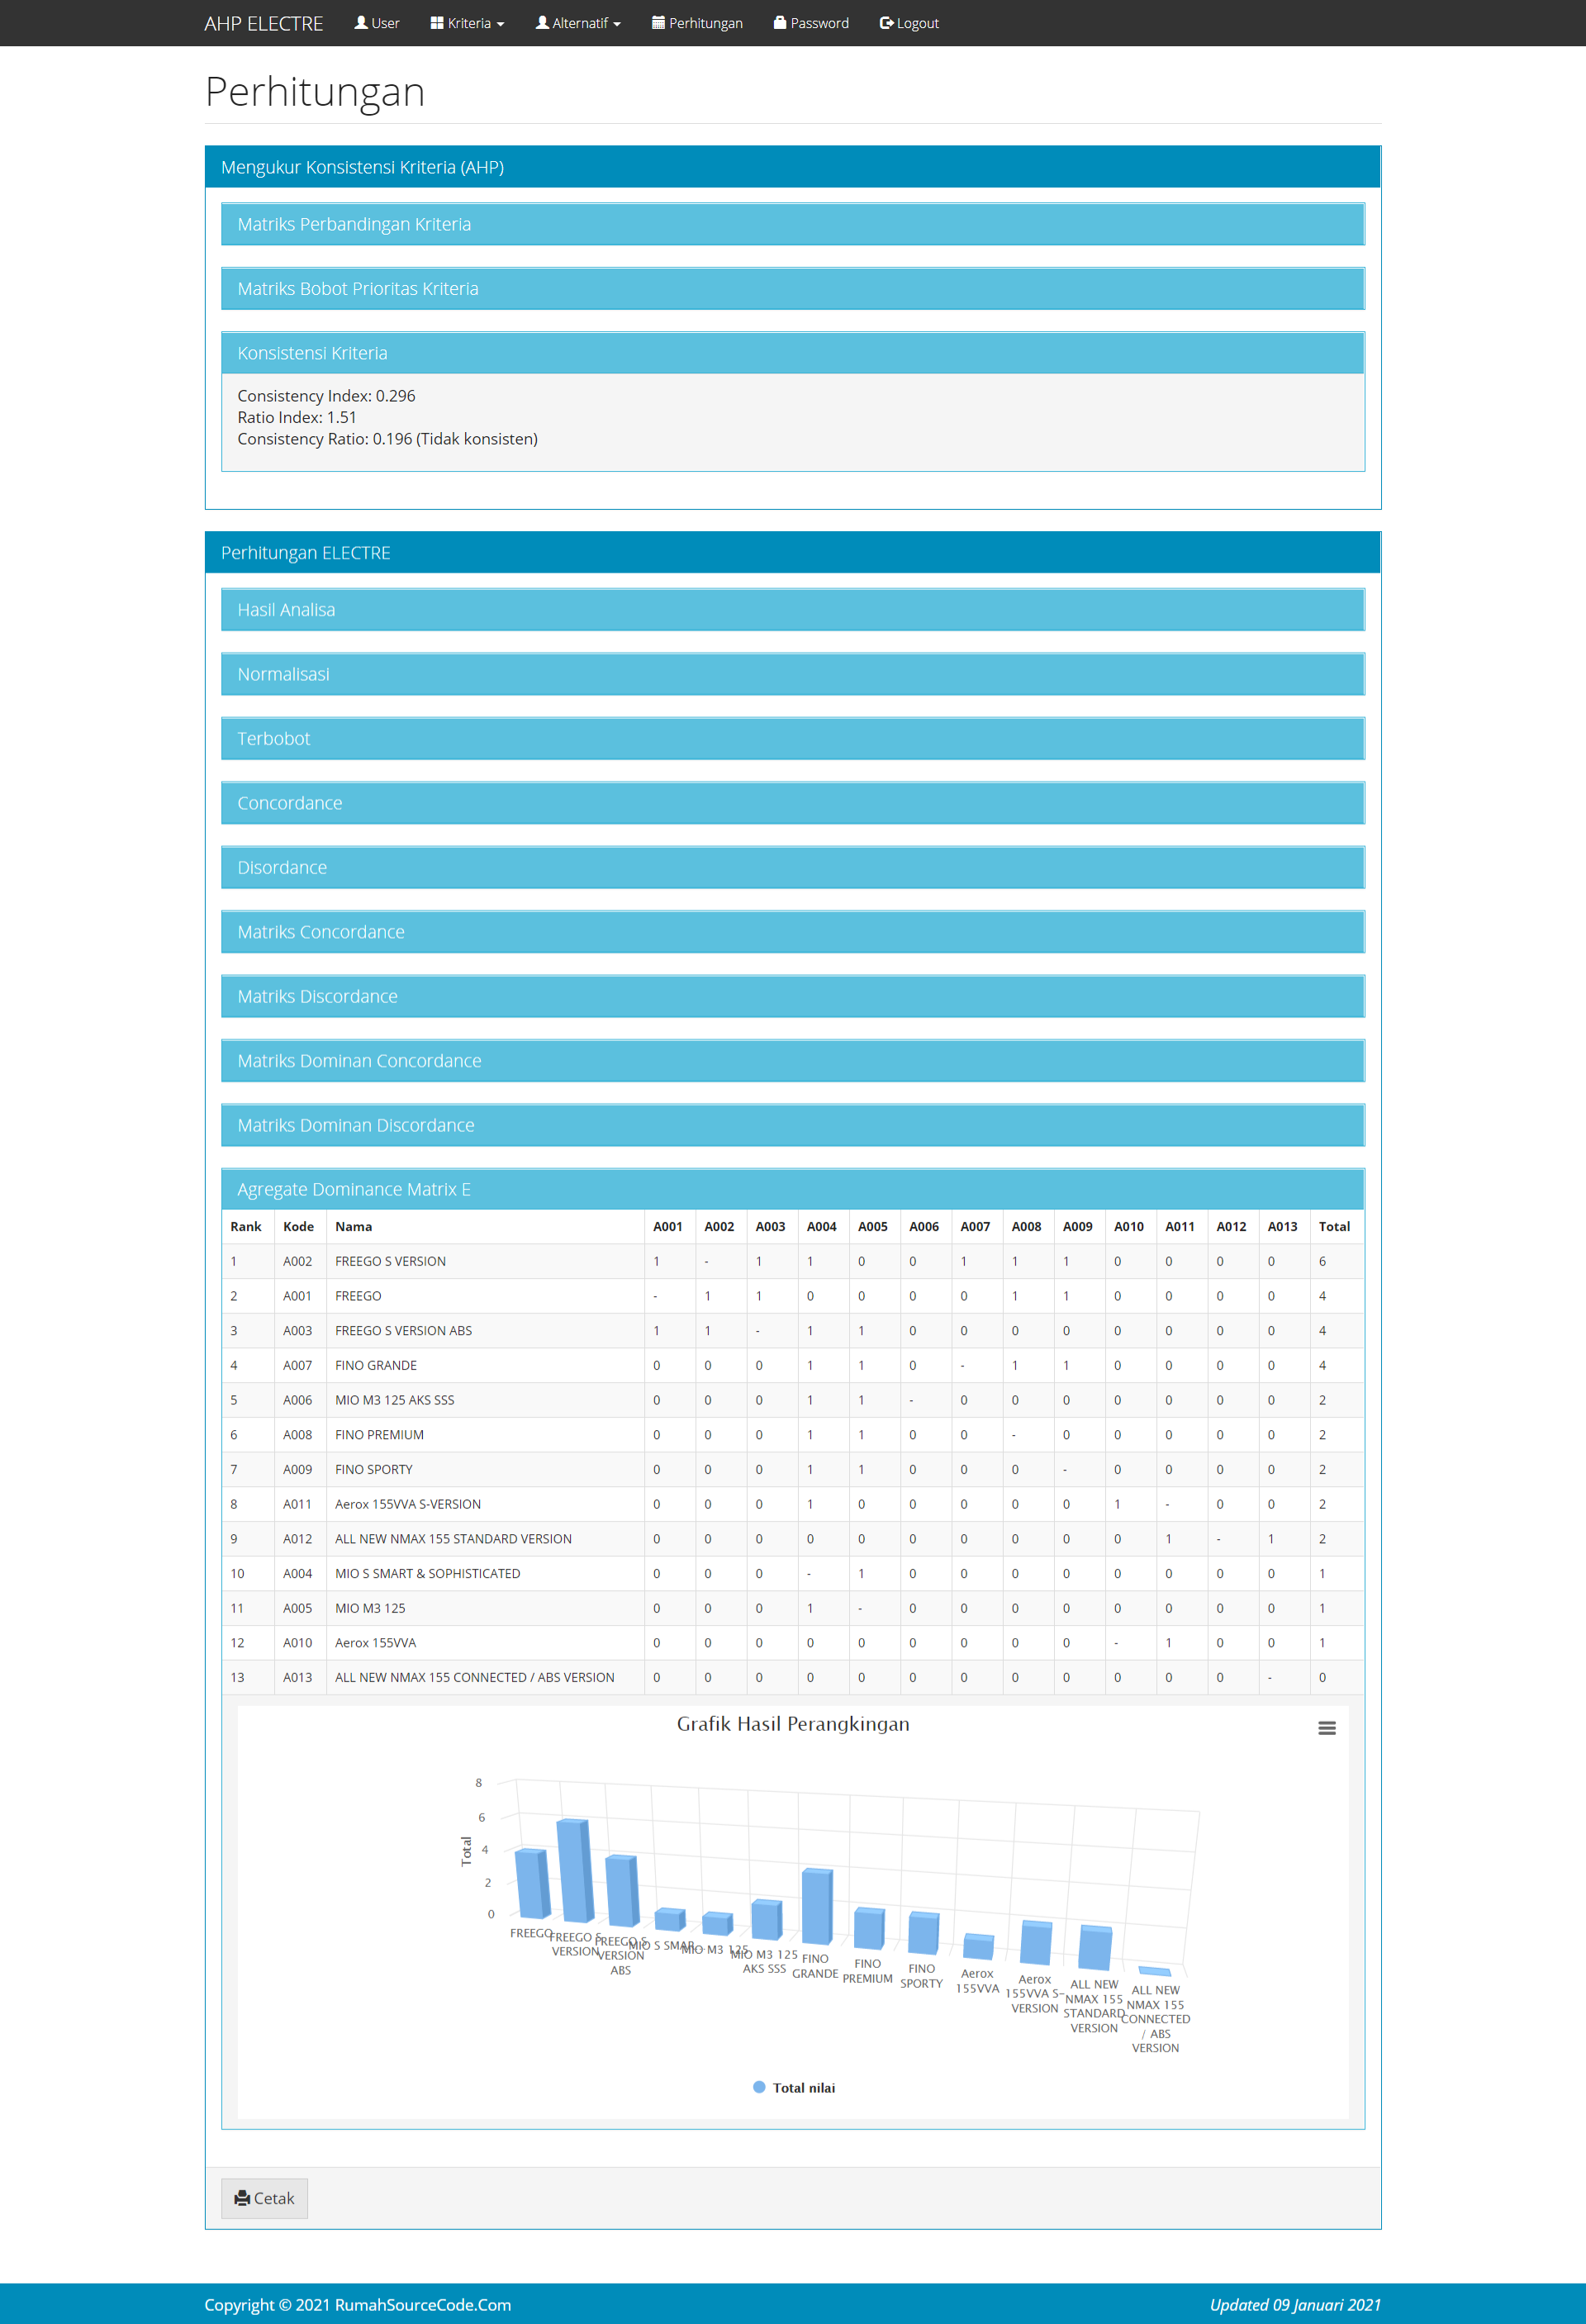 AHP ELECTRE User Kriteria Alternatif Perhitungan Password Logout
Perhitungan
Mengukur Konsistensi Kriteria (AHP)
Matriks Perbandingan Kriteria
Matriks Bobot Prioritas Kriteria
Konsistensi Kriteria
Consistency Index: 0.296
Ratio Index: 1.51
Consistency Ratio: 0.196 (Tidak konsisten)
Perhitungan ELECTRE
Hasil Analisa
Normalisasi
Terbobot
Concordance
Disordance
Matriks Concordance
Matriks Discordance
Matriks Dominan Concordance
Matriks Dominan Discordance
Agregate Dominance Matrix E
Rank Kode Nama A001 A002 A003 A004 A005 A006 A007 A008 A009 A010 A011 A012 A013 Total
1 A002 FREEGO S VERSION 1 - 1 1 0 0 1 1 1 0 0 0 0 6
2 A001 FREEGO - 1 1 0 0 0 0 1 1 0 0 0 0 4
3 A003 FREEGO S VERSION ABS 1 1 - 1 1 0 0 0 0 0 0 0 0 4
4 A007 FINO GRANDE 0 0 0 1 1 0 - 1 1 0 0 0 0 4
5 A006 MIO M3 125 AKS SSS 0 0 0 1 1 - 0 0 0 0 0 0 0 2
6 A008 FINO PREMIUM 0 0 0 1 1 0 0 - 0 0 0 0 0 2
7 A009 FINO SPORTY 0 0 0 1 1 0 0 0 - 0 0 0 0 2
8 A011 Aerox 155VVA S-VERSION 0 0 0 1 0 0 0 0 0 1 - 0 0 2
9 A012 ALL NEW NMAX 155 STANDARD VERSION 0 0 0 0 0 0 0 0 0 0 1 - 1 2
10 A004 MIO S SMART & SOPHISTICATED 0 0 0 - 1 0 0 0 0 0 0 0 0 1
11 A005 MIO M3 125 0 0 0 1 - 0 0 0 0 0 0 0 0 1
12 A010 Aerox 155VVA 0 0 0 0 0 0 0 0 0 - 1 0 0 1
13 A013 ALL NEW NMAX 155 CONNECTED / ABS VERSION 0 0 0 0 0 0 0 0 0 0 0 0 - 0
Grafik Hasil Perangkingan
8
6
4
2
0
Total
FREEGO
FREEGO S
VERSION
FREEGO S
VERSION
ABS
MIO S SMAR
MIO M3 125
MIO M3 125
AKS SSS
FINO
GRANDE
FINO
PREMIUM
FINO
SPORTY
Aerox
155VVA
Aerox
155VVA S-
VERSION
ALL NEW
NMAX 155
STANDARD
VERSION
ALL NEW
NMAX 155
CONNECTED
/ ABS
VERSION
Total nilai
Cetak
Copyright © 2021 RumahSourceCode.Com Updated 09 Januari 2021